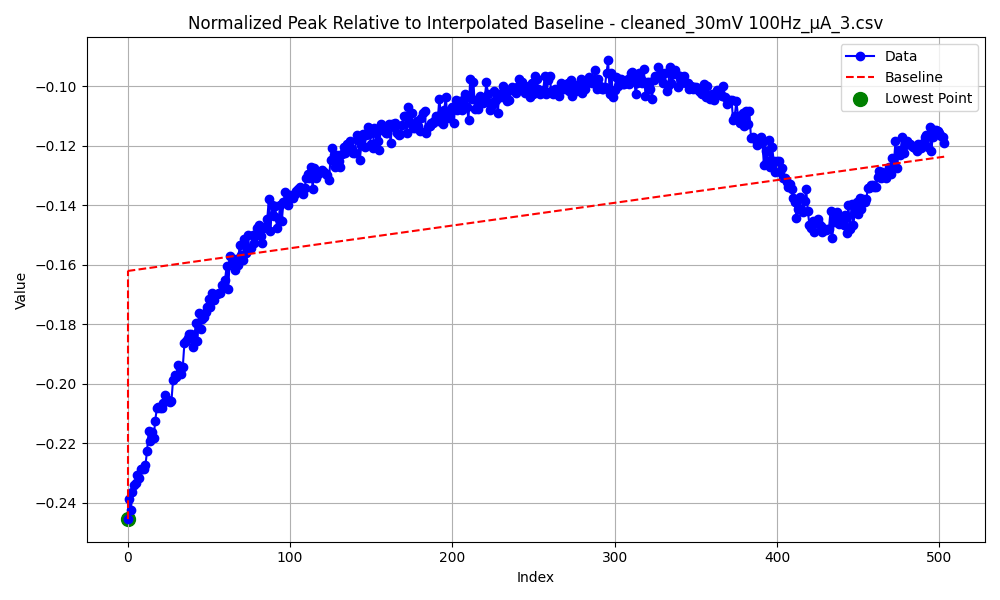 Normalized Peak Relative to Interpolated Baseline - cleaned_30mV 100Hz_μA_3.csv
Data
Baseline
Lowest Point
−0.10
−0.12
−0.14
−0.16
−0.18
−0.20
−0.22
−0.24
Value
0 100 200 300 400 500
Index